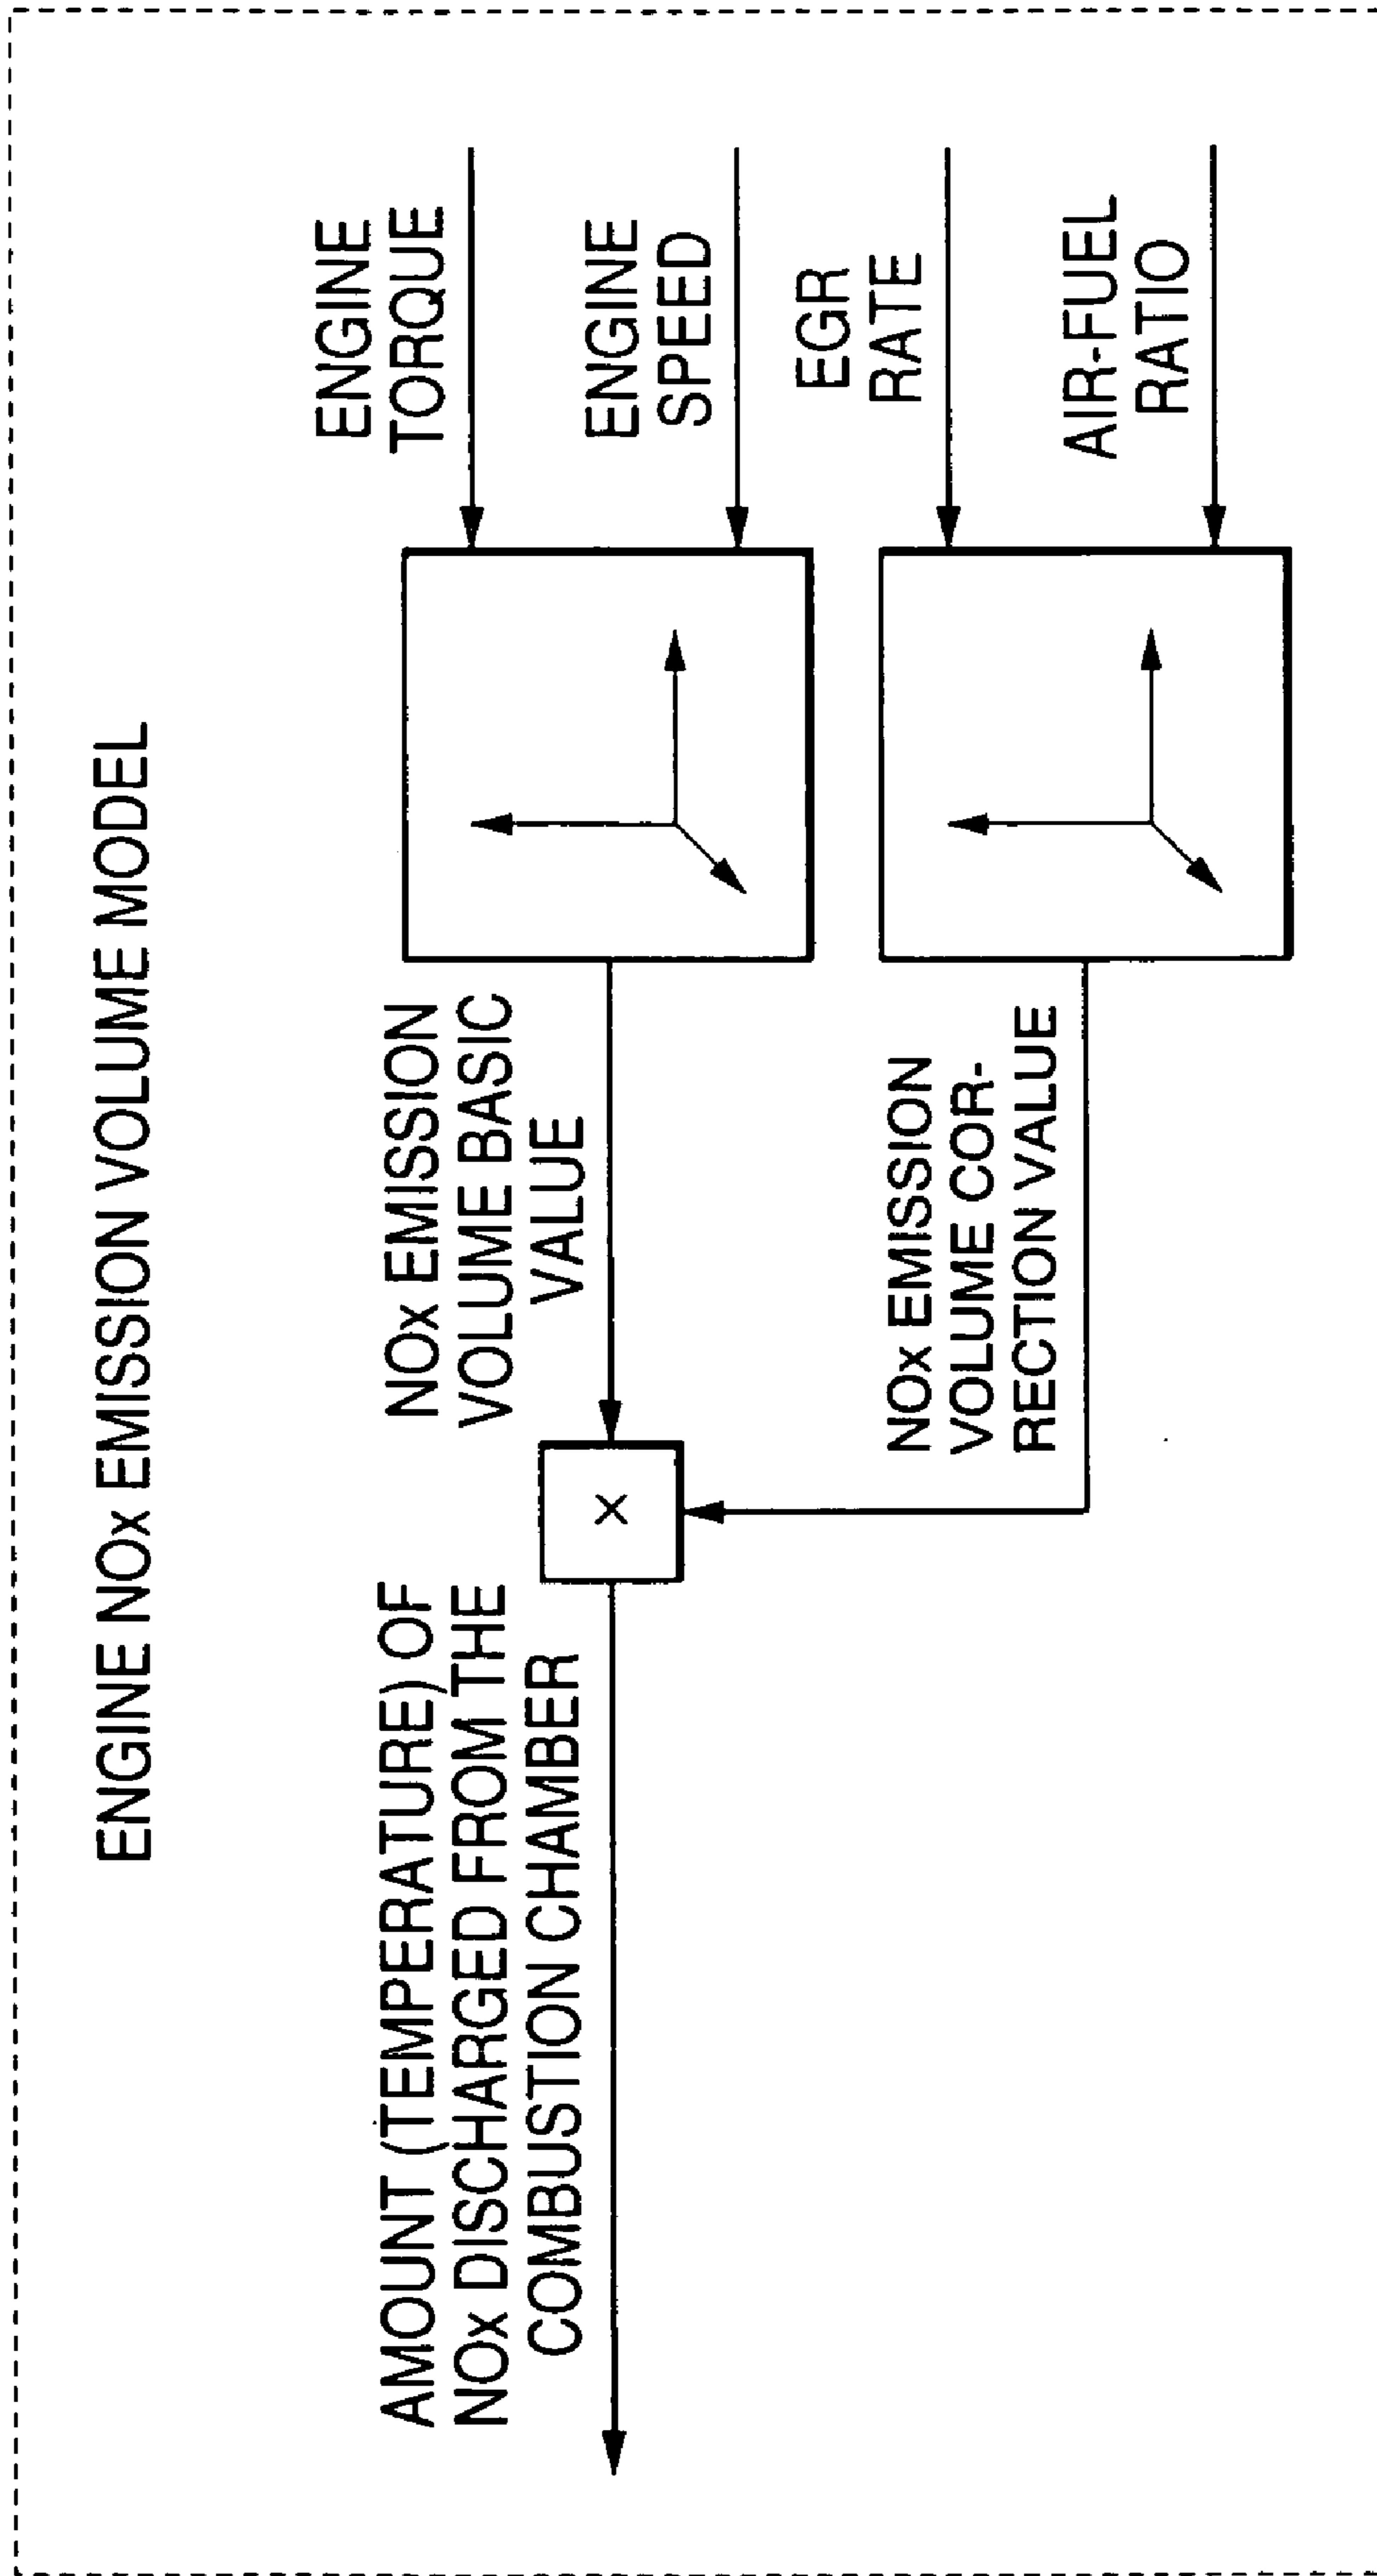 ENGINE NOx EMISSION VOLUME MODEL
AMOUNT (TEMPERATURE) OF
NOx DISCHARGED FROM THE
COMBUSTION CHAMBER
×
NOx EMISSION
VOLUME BASIC
VALUE
NOx EMISSION
VOLUME COR-
RECTION VALUE
ENGINE
TORQUE
ENGINE
SPEED
EGR
RATE
AIR-FUEL
RATIO